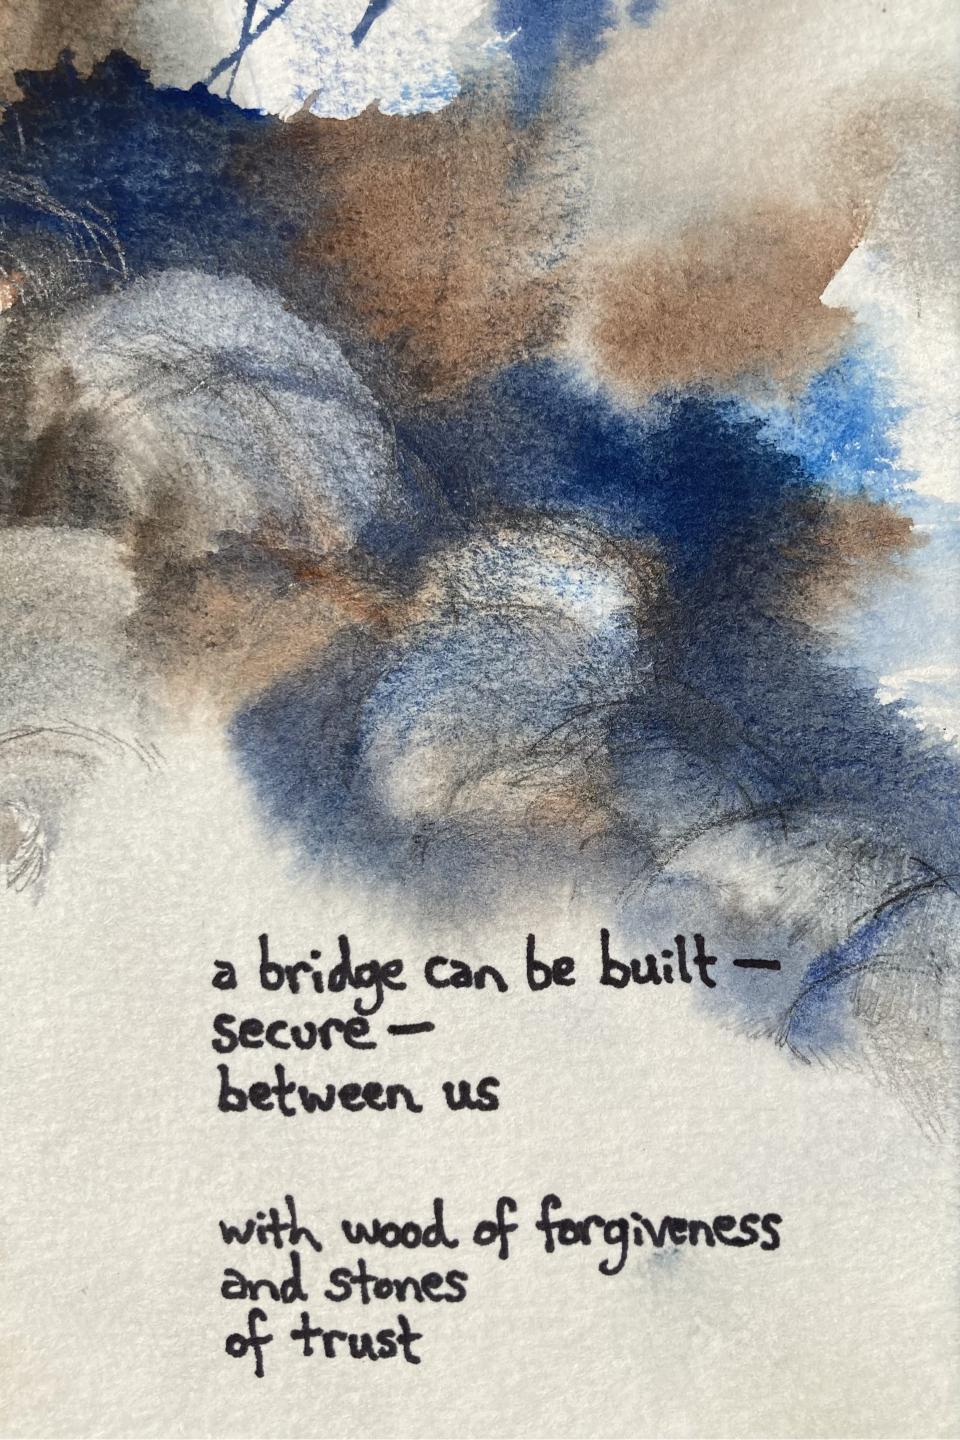 a bridge can be built —
secure —
between us
with wood of forgiveness
and stones
of trust